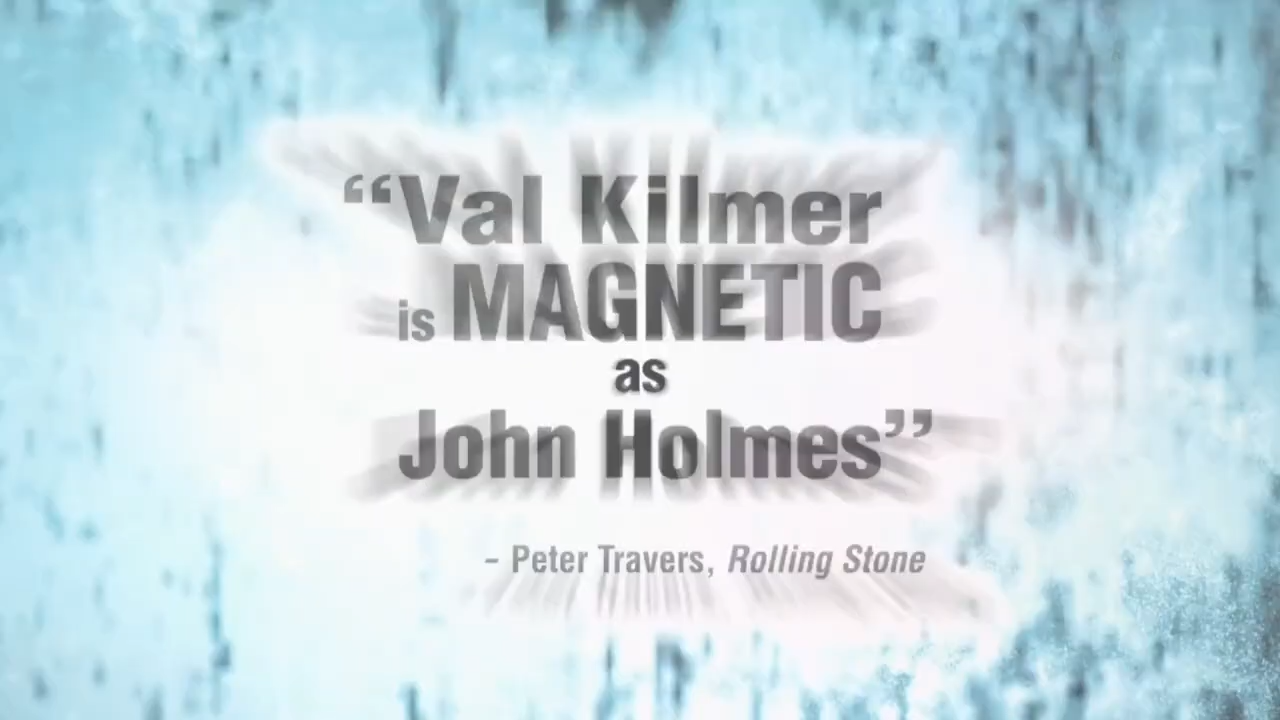 “Val Kilmer
is MAGNETIC
as
John Holmes”
– Peter Travers, Rolling Stone